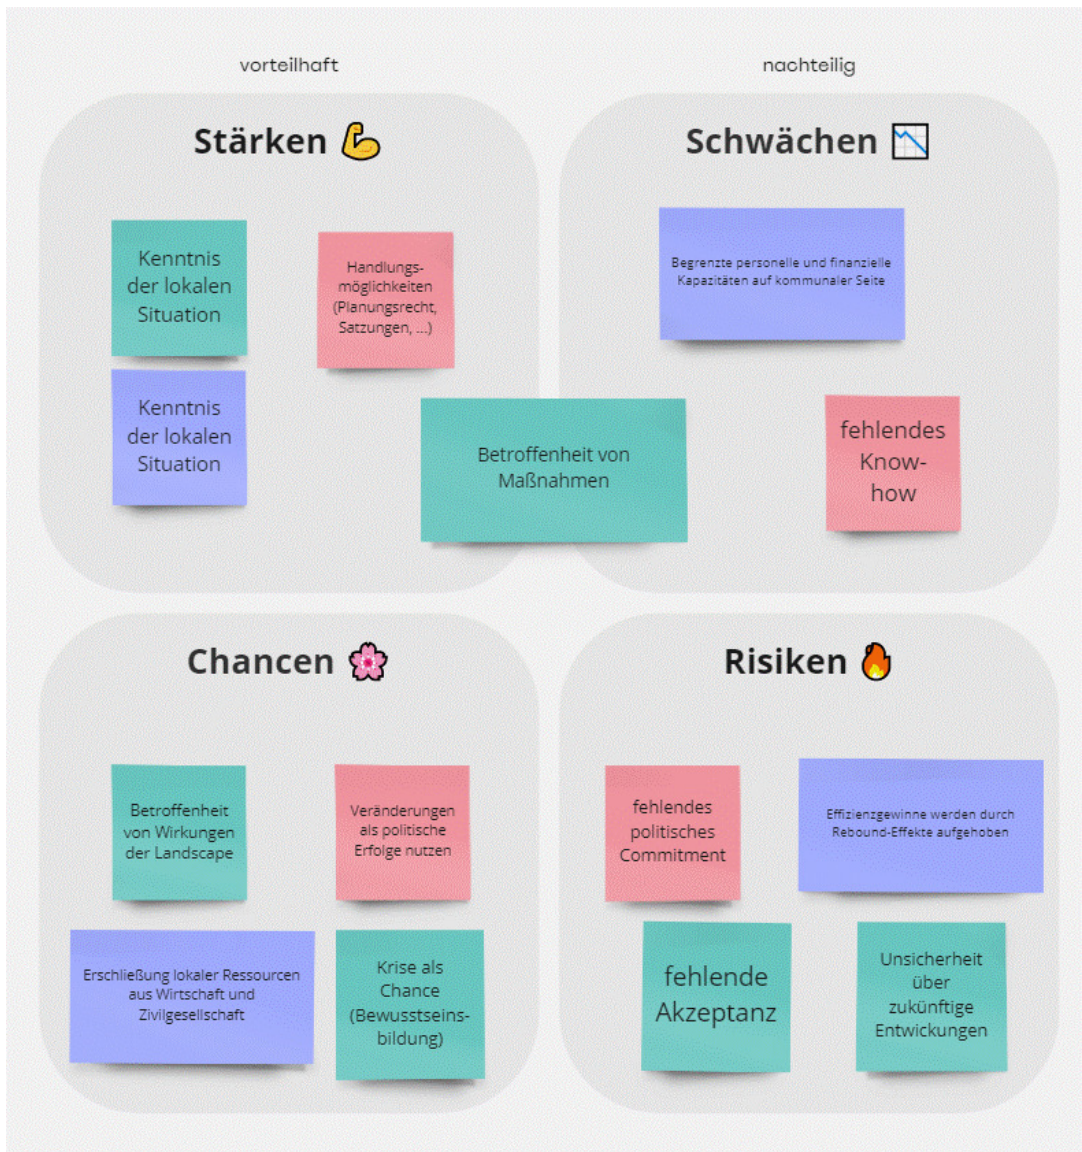 vorteilhaft
nachteilig
Stärken
Kenntnis
der lokalen
Situation
Handlungs-
möglichkeiten
(Planungsrecht,
Satzungen, ...)
Kenntnis
der lokalen
Situation
Schwächen
Begrenzte personelle und finanzielle
Kapazitäten auf kommunaler Seite
Betroffenheit von
Maßnahmen
fehlendes
Know-
how
Chancen
Betroffenheit
von Wirkungen
der Landscape
Veränderungen
als politische
Erfolge nutzen
Erschließung lokaler Ressourcen
aus Wirtschaft und
Zivilgesellschaft
Krise als
Chance
(Bewusstseins-
bildung)
Risiken
fehlendes
politisches
Commitment
Effizienzgewinne werden durch
Rebound-Effekte aufgehoben
fehlende
Akzeptanz
Unsicherheit
über
zukünftige
Entwickungen